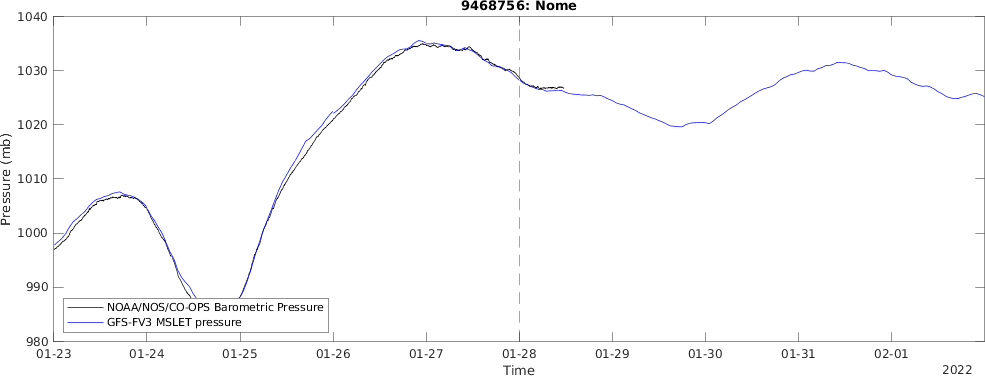 9468756: Nome
1040
1030
1020
1010
1000
990
980
Pressure (mb)
NOAA/NOS/CO-OPS Barometric Pressure
GFS-FV3 MSLET pressure
01-23 01-24 01-25 01-26 01-27 01-28 01-29 01-30 01-31 02-01
Time
2022